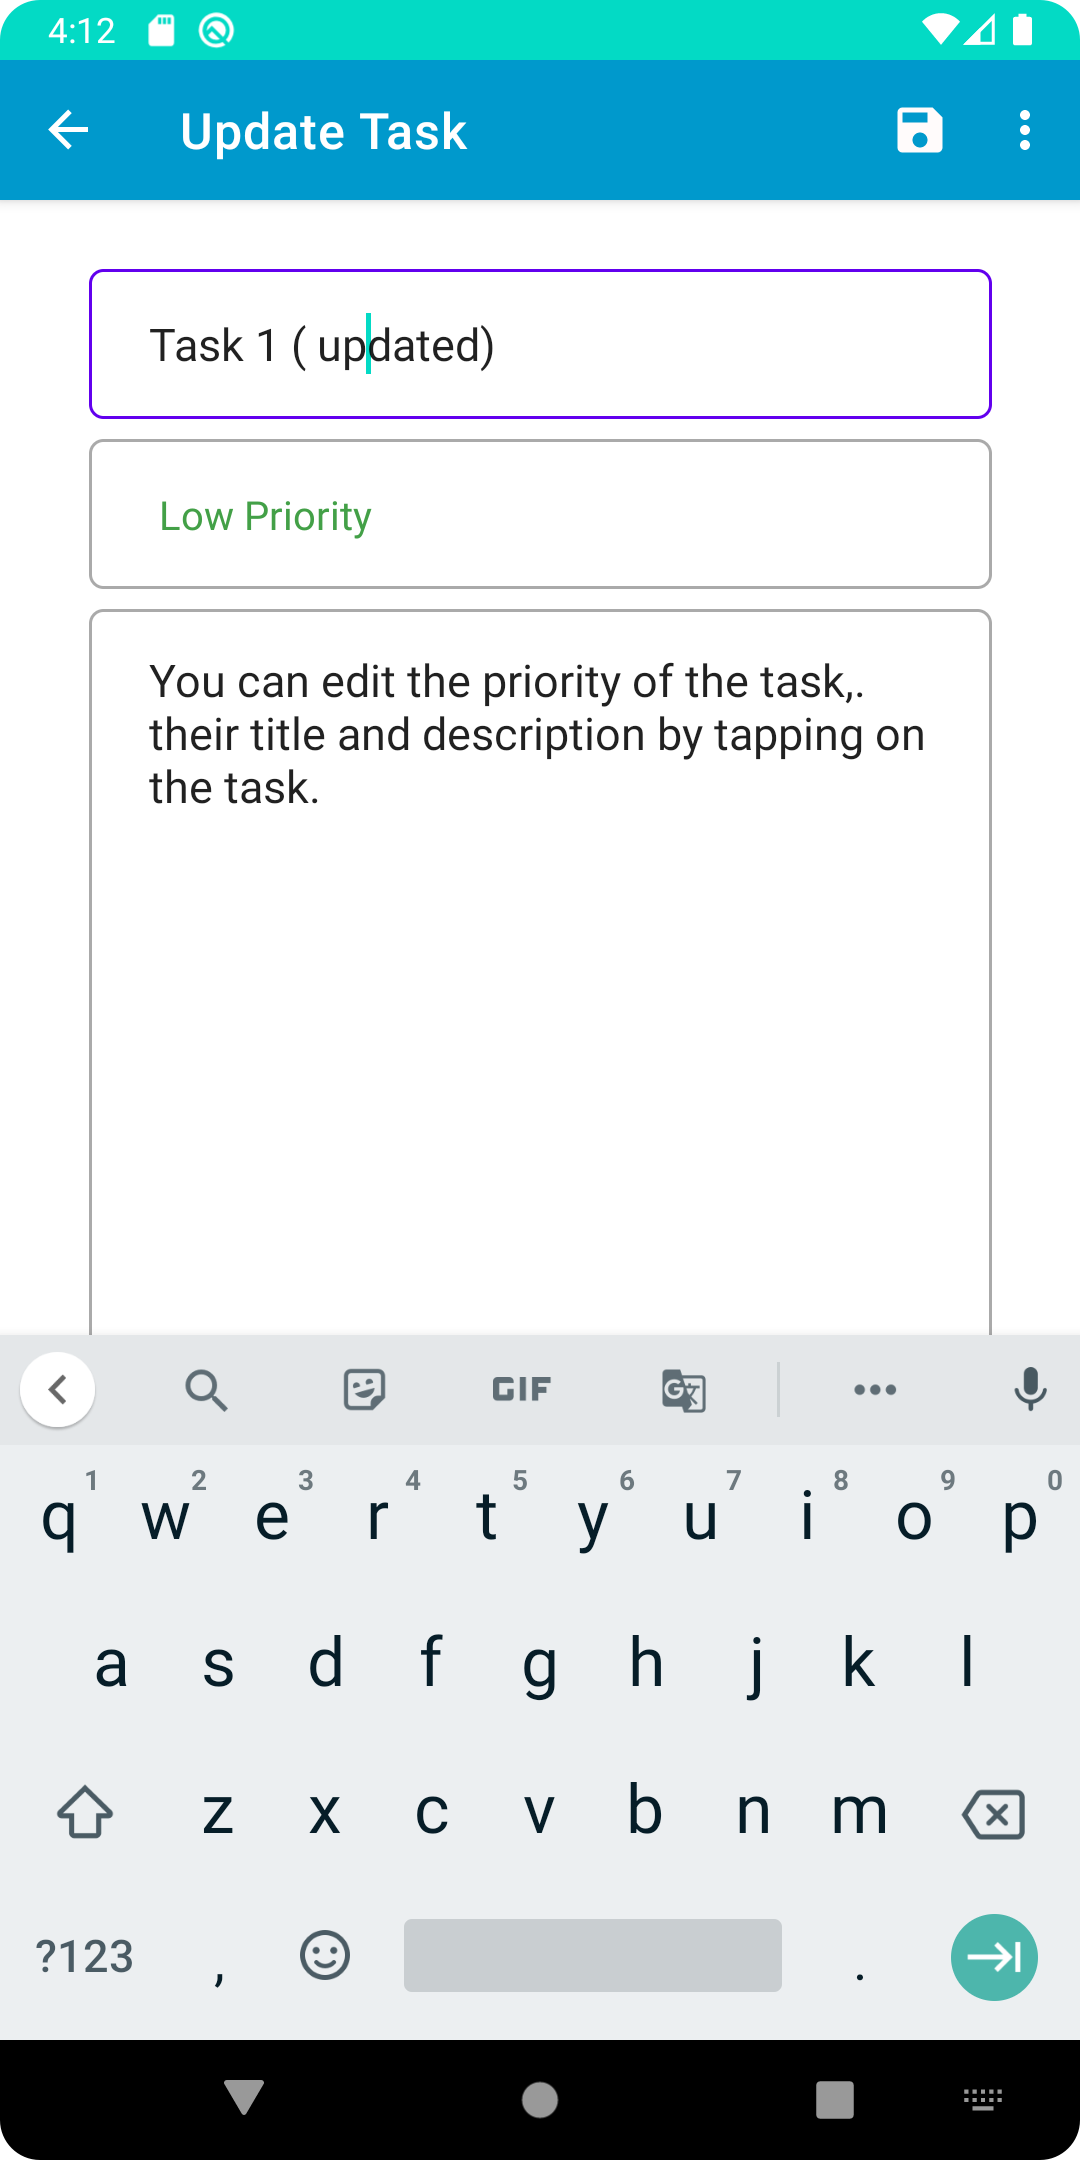 4:12
Update Task
Task 1 ( updated)
Low Priority
You can edit the priority of the task,.
their title and description by tapping on
the task.
GIF
G文
1 2 3 4 5 6 7 8 9 0
q w e r t y u i o p
a s d f g h j k l
z x c v b n m
?123 , .